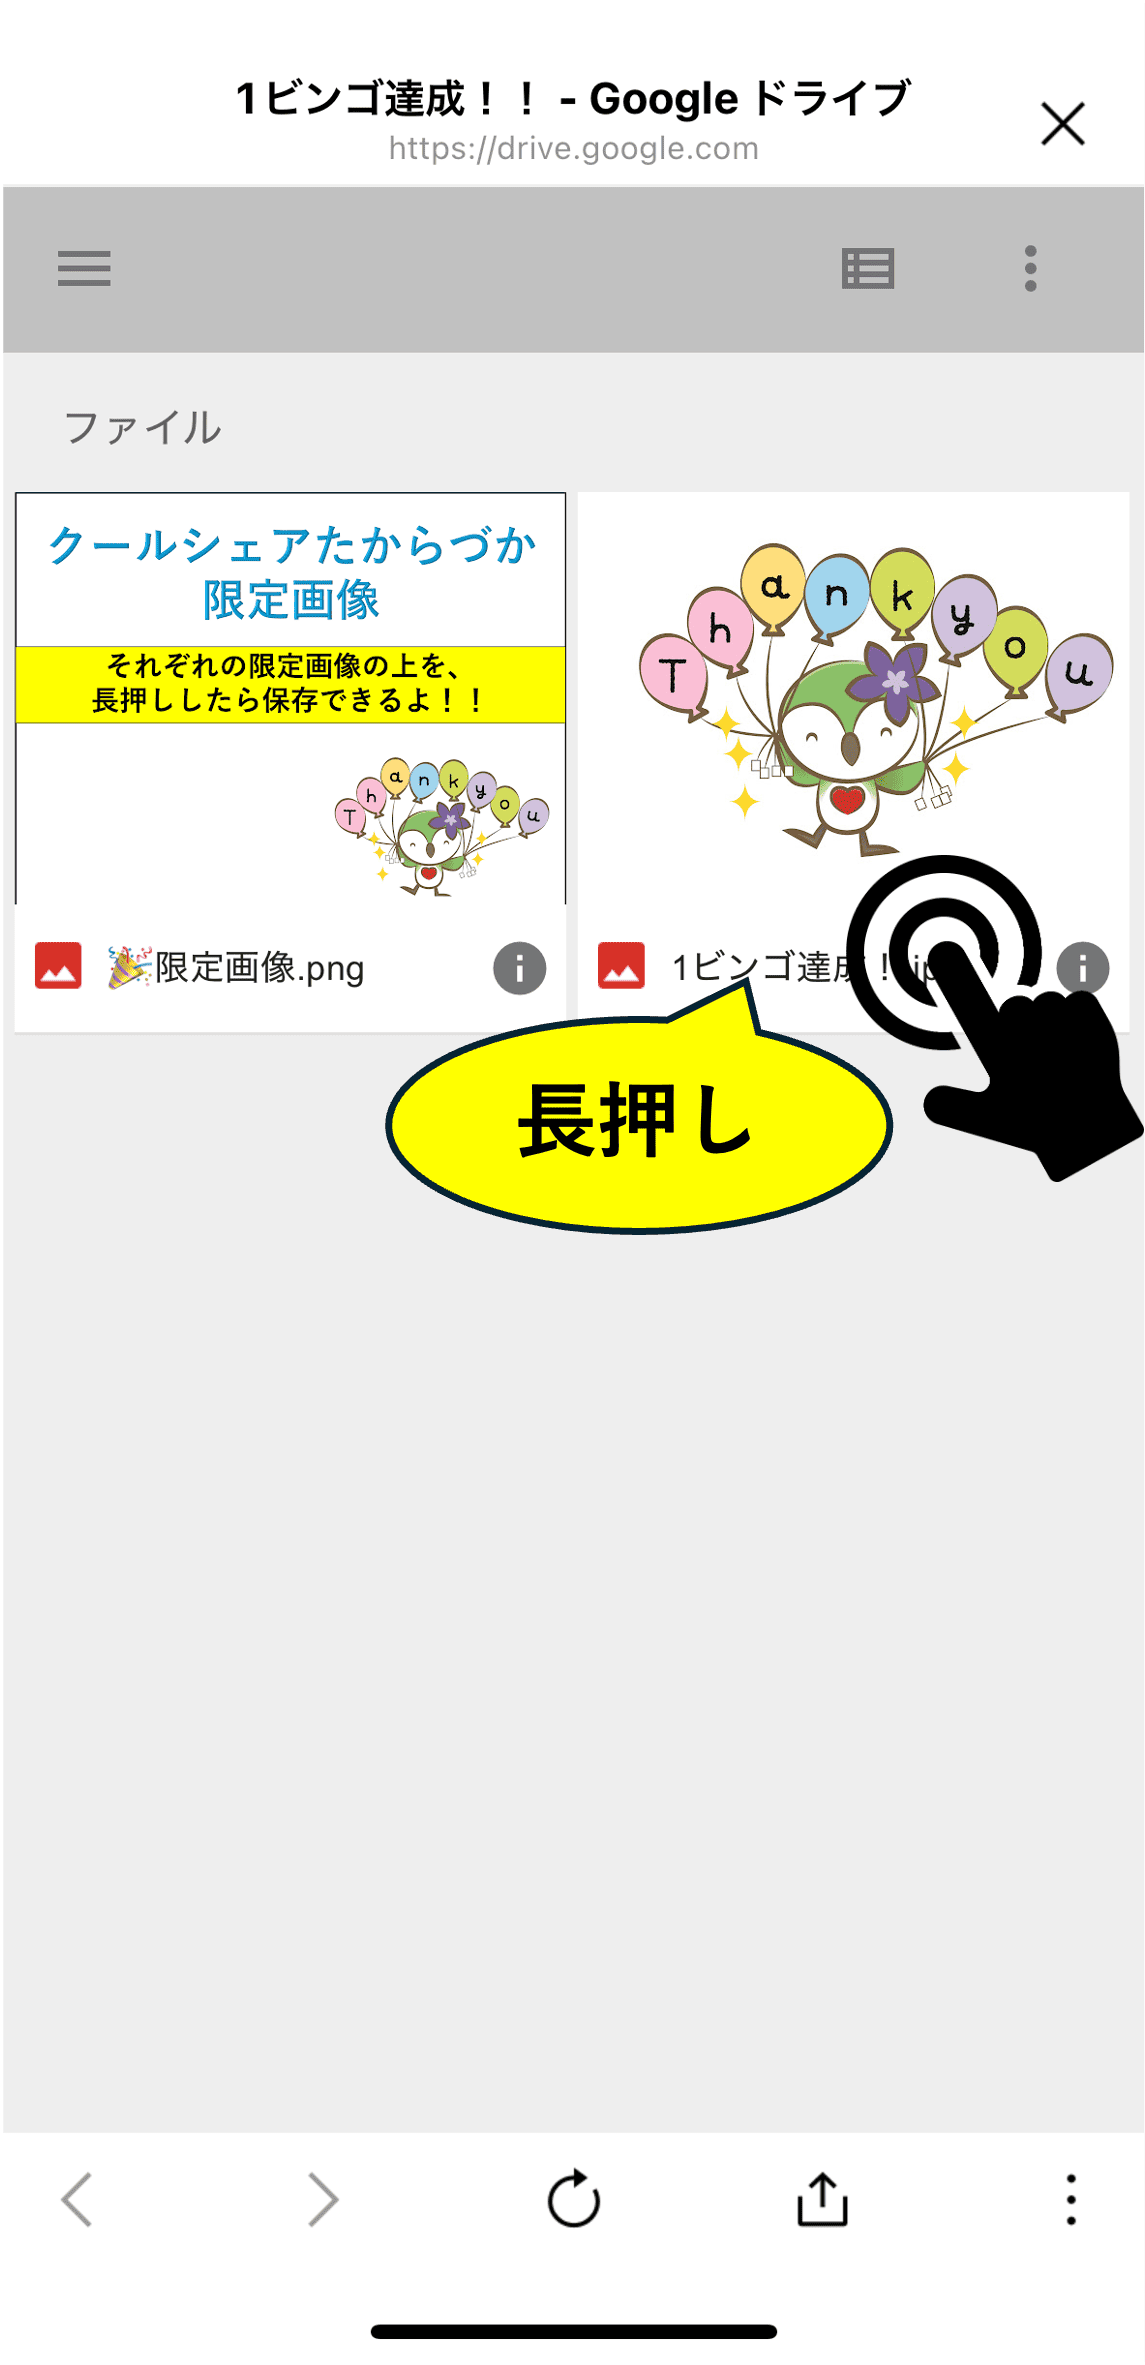 1ビンゴ達成！！ - Google ドライブ
https://drive.google.com
ファイル
クールシェアたからづか
限定画像
それぞれの限定画像の上を、
長押ししたら保存できるよ！！
Thankyou
Thankyou
🎉限定画像.png
1ビンゴ達成！.jp
長押し